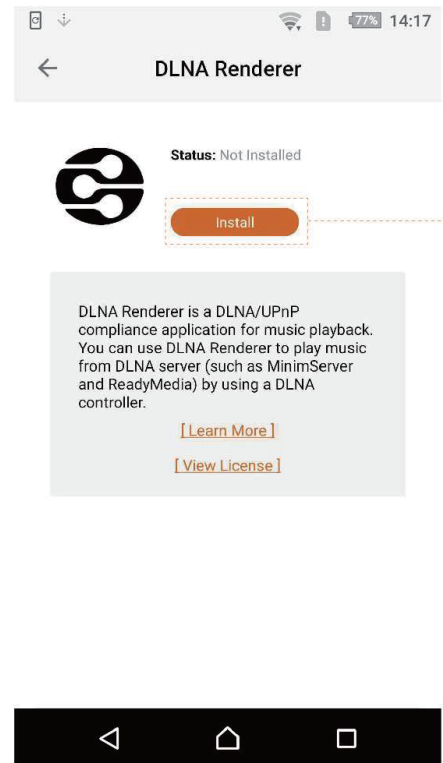 77% 14:17
DLNA Renderer
Status: Not Installed
Install
DLNA Renderer is a DLNA/UPnP
compliance application for music playback.
You can use DLNA Renderer to play music
from DLNA server (such as MinimServer
and ReadyMedia) by using a DLNA
controller.
[ Learn More ]
[ View License ]